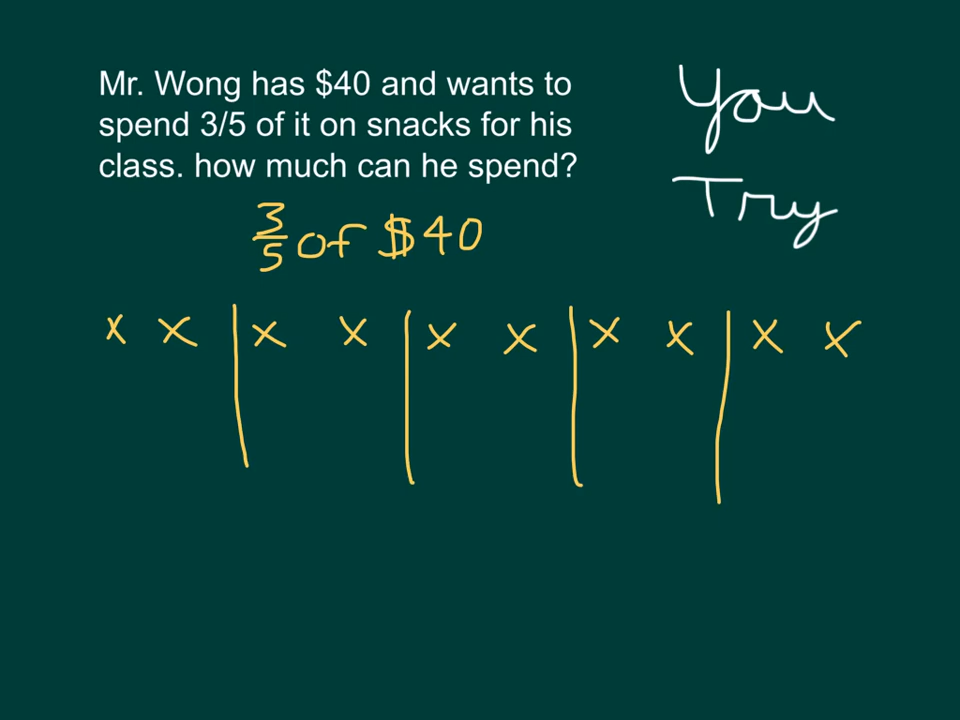 Mr. Wong has $40 and wants to
spend 3/5 of it on snacks for his
class. how much can he spend?
You
Try
3/5 of $40
x x | x x | x x | x x | x x